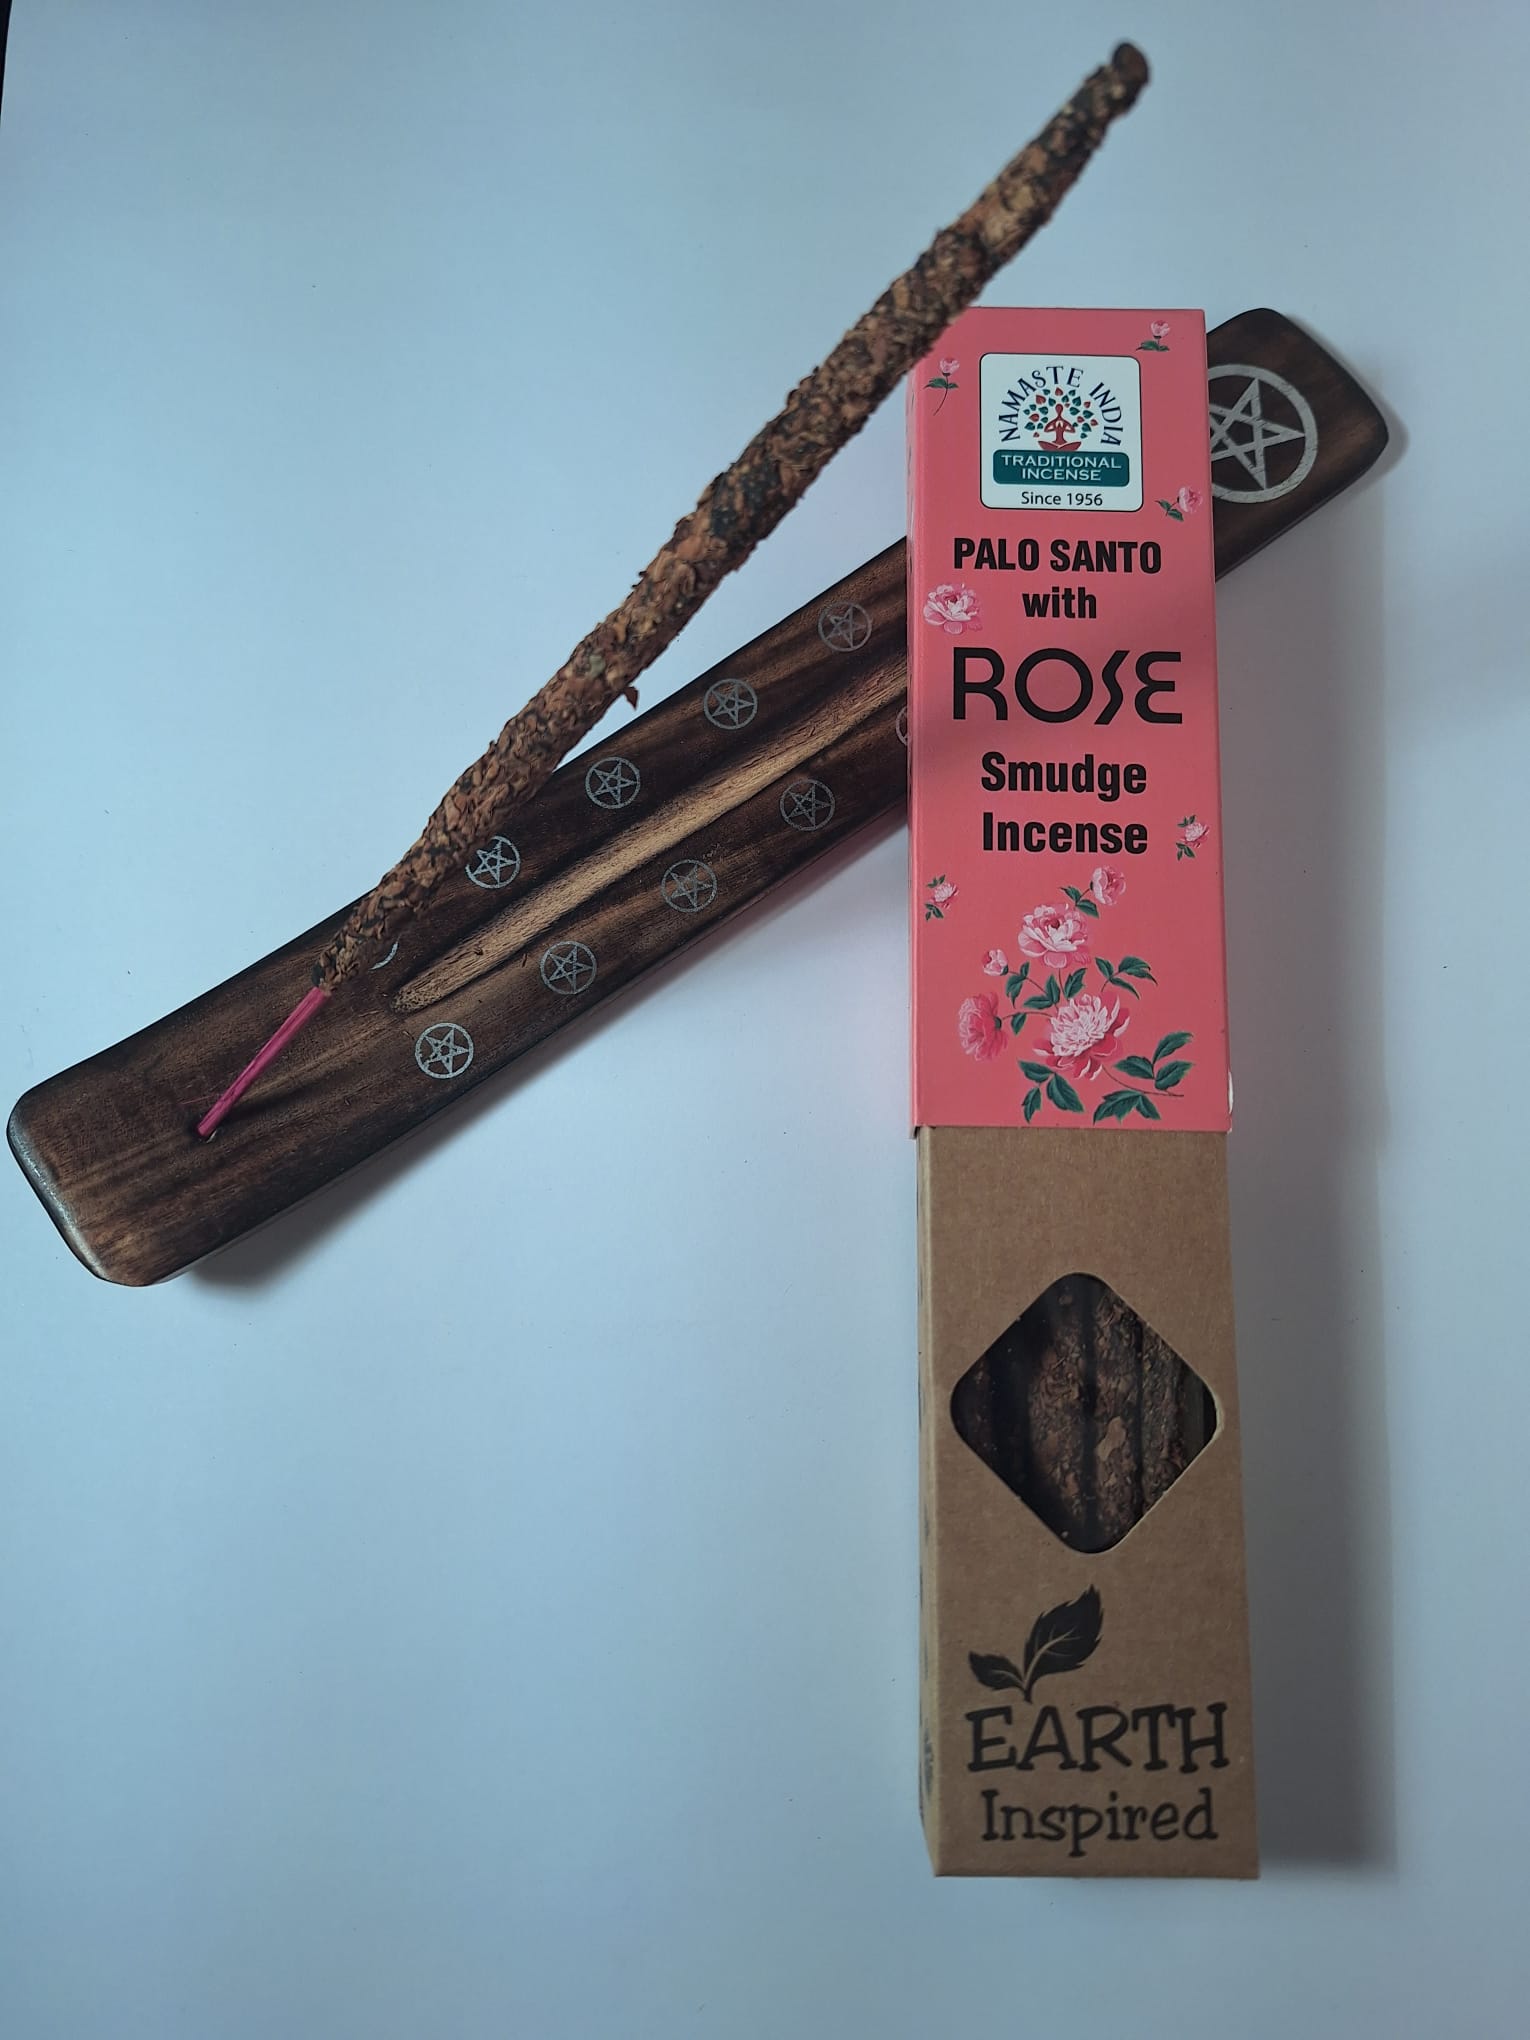 NAMASTE INDIA
TRADITIONAL
INCENSE
Since 1956
PALO SANTO
with
ROSE
Smudge
Incense
EARTH
Inspired